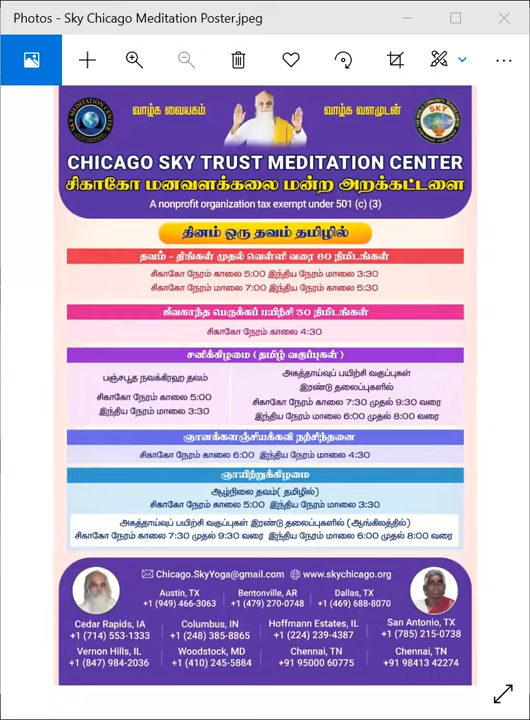 Photos - Sky Chicago Meditation Poster.jpeg
வாழ்க வையகம்
வாழ்க வளமுடன்
SKY
CHICAGO SKY TRUST MEDITATION CENTER
சிகாகோ மனவளக்கலை மன்ற அறக்கட்டளை
A nonprofit organization tax exempt under 501 (c) (3)
தினம் ஒரு தவம் தமிழில்
தவம் - திங்கள் முதல் வெள்ளி வரை 60 நிமிடங்கள்
சிகாகோ நேரம் காலை 5:00 இந்திய நேரம் மாலை 3:30
சிகாகோ நேரம் காலை 7:00 இந்திய நேரம் மாலை 5:30
ஜீவகாந்த பெருக்கப் பயிற்சி 30 நிமிடங்கள்
சிகாகோ நேரம் காலை 4:30
சனிக்கிழமை (தமிழ் வகுப்புகள்)
பஞ்சபூத நவக்கிரஹ தவம்
சிகாகோ நேரம் காலை 5:00
இந்திய நேரம் மாலை 3:30
அகத்தாய்வுப் பயிற்சி வகுப்புகள்
இரண்டு தலைப்புகளில்
சிகாகோ நேரம் காலை 7:30 முதல் 9:30 வரை
இந்திய நேரம் மாலை 6:00 முதல் 8:00 வரை
ஞானக்களஞ்சியக்கவி நற்சிந்தனை
சிகாகோ நேரம் காலை 6:00 இந்திய நேரம் மாலை 4:30
ஞாயிற்றுக்கிழமை
ஆழ்நிலை தவம்( தமிழில்)
சிகாகோ நேரம் காலை 5:00 இந்திய நேரம் மாலை 3:30
அகத்தாய்வுப் பயிற்சி வகுப்புகள் இரண்டு தலைப்புகளில் (ஆங்கிலத்தில்)
சிகாகோ நேரம் காலை 7:30 முதல் 9:30 வரை இந்திய நேரம் மாலை 6:00 முதல் 8:00 வரை
Chicago.SkyYoga@gmail.com www.skychicago.org
Austin, TX
+1 (949) 466-3063
Bentonville, AR
+1 (479) 270-0748
Dallas, TX
+1 (469) 688-8070
Cedar Rapids, IA
+1 (714) 553-1333
Columbus, IN
+1 (248) 385-8865
Hoffmann Estates, IL
+1 (224) 239-4387
San Antonio, TX
+1 (785) 215-0738
Vernon Hills, IL
+1 (847) 984-2036
Woodstock, MD
+1 (410) 245-5884
Chennai, TN
+91 95000 60775
Chennai, TN
+91 98413 42274